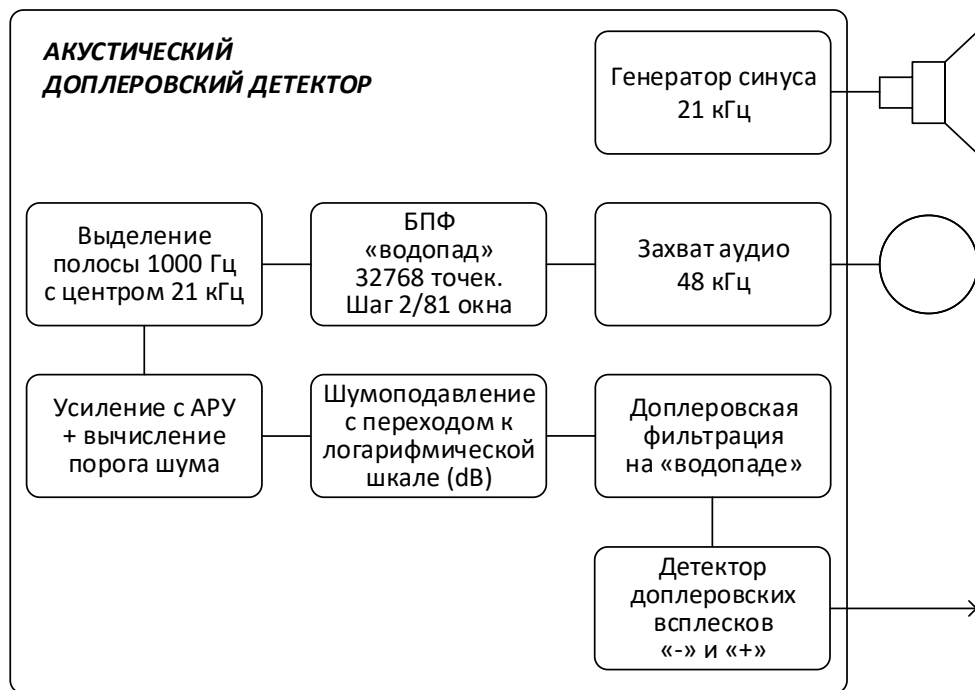 АКУСТИЧЕСКИЙ
ДОПЛЕРОВСКИЙ ДЕТЕКТОР
Генератор синуса
21 кГц
Выделение
полосы 1000 Гц
с центром 21 кГц
БПФ
«водопад»
32768 точек.
Шаг 2/81 окна
Захват аудио
48 кГц
Усиление с АРУ
+ вычисление
порога шума
Шумоподавление
с переходом к
логарифмической
шкале (dB)
Доплеровская
фильтрация
на «водопаде»
Детектор
доплеровских
всплесков
«-» и «+»